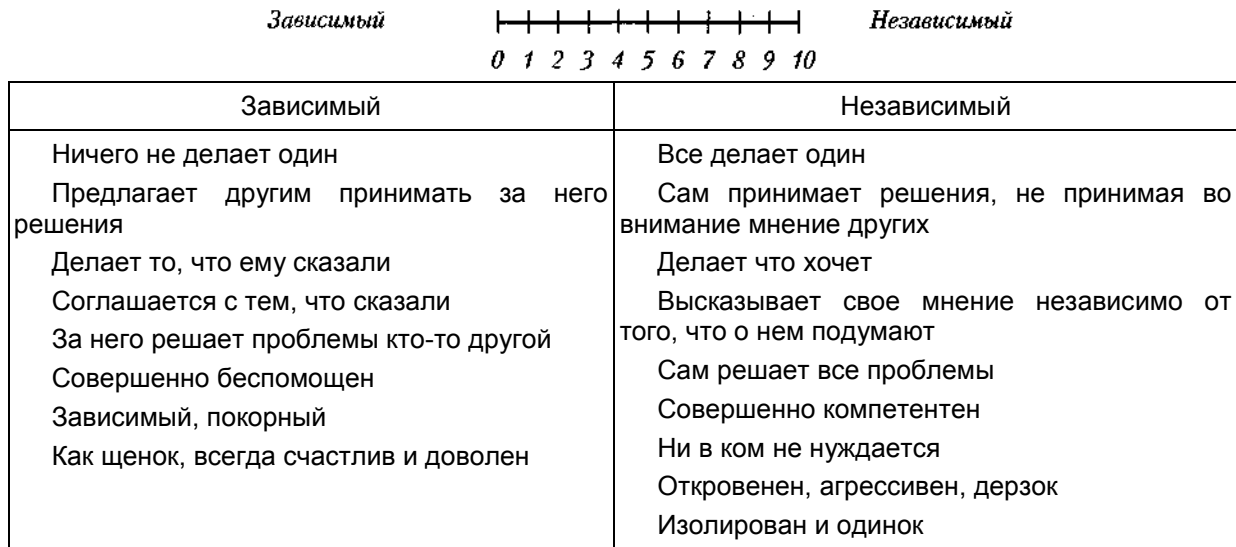 Зависимый Независимый
0 1 2 3 4 5 6 7 8 9 10
Зависимый Независимый
Ничего не делает один
Предлагает другим принимать за него
решения
Делает то, что ему сказали
Соглашается с тем, что сказали
За него решает проблемы кто-то другой
Совершенно беспомощен
Зависимый, покорный
Как щенок, всегда счастлив и доволен
Все делает один
Сам принимает решения, не принимая во
внимание мнение других
Делает что хочет
Высказывает свое мнение независимо от
того, что о нем подумают
Сам решает все проблемы
Совершенно компетентен
Ни в ком не нуждается
Откровенен, агрессивен, дерзок
Изолирован и одинок